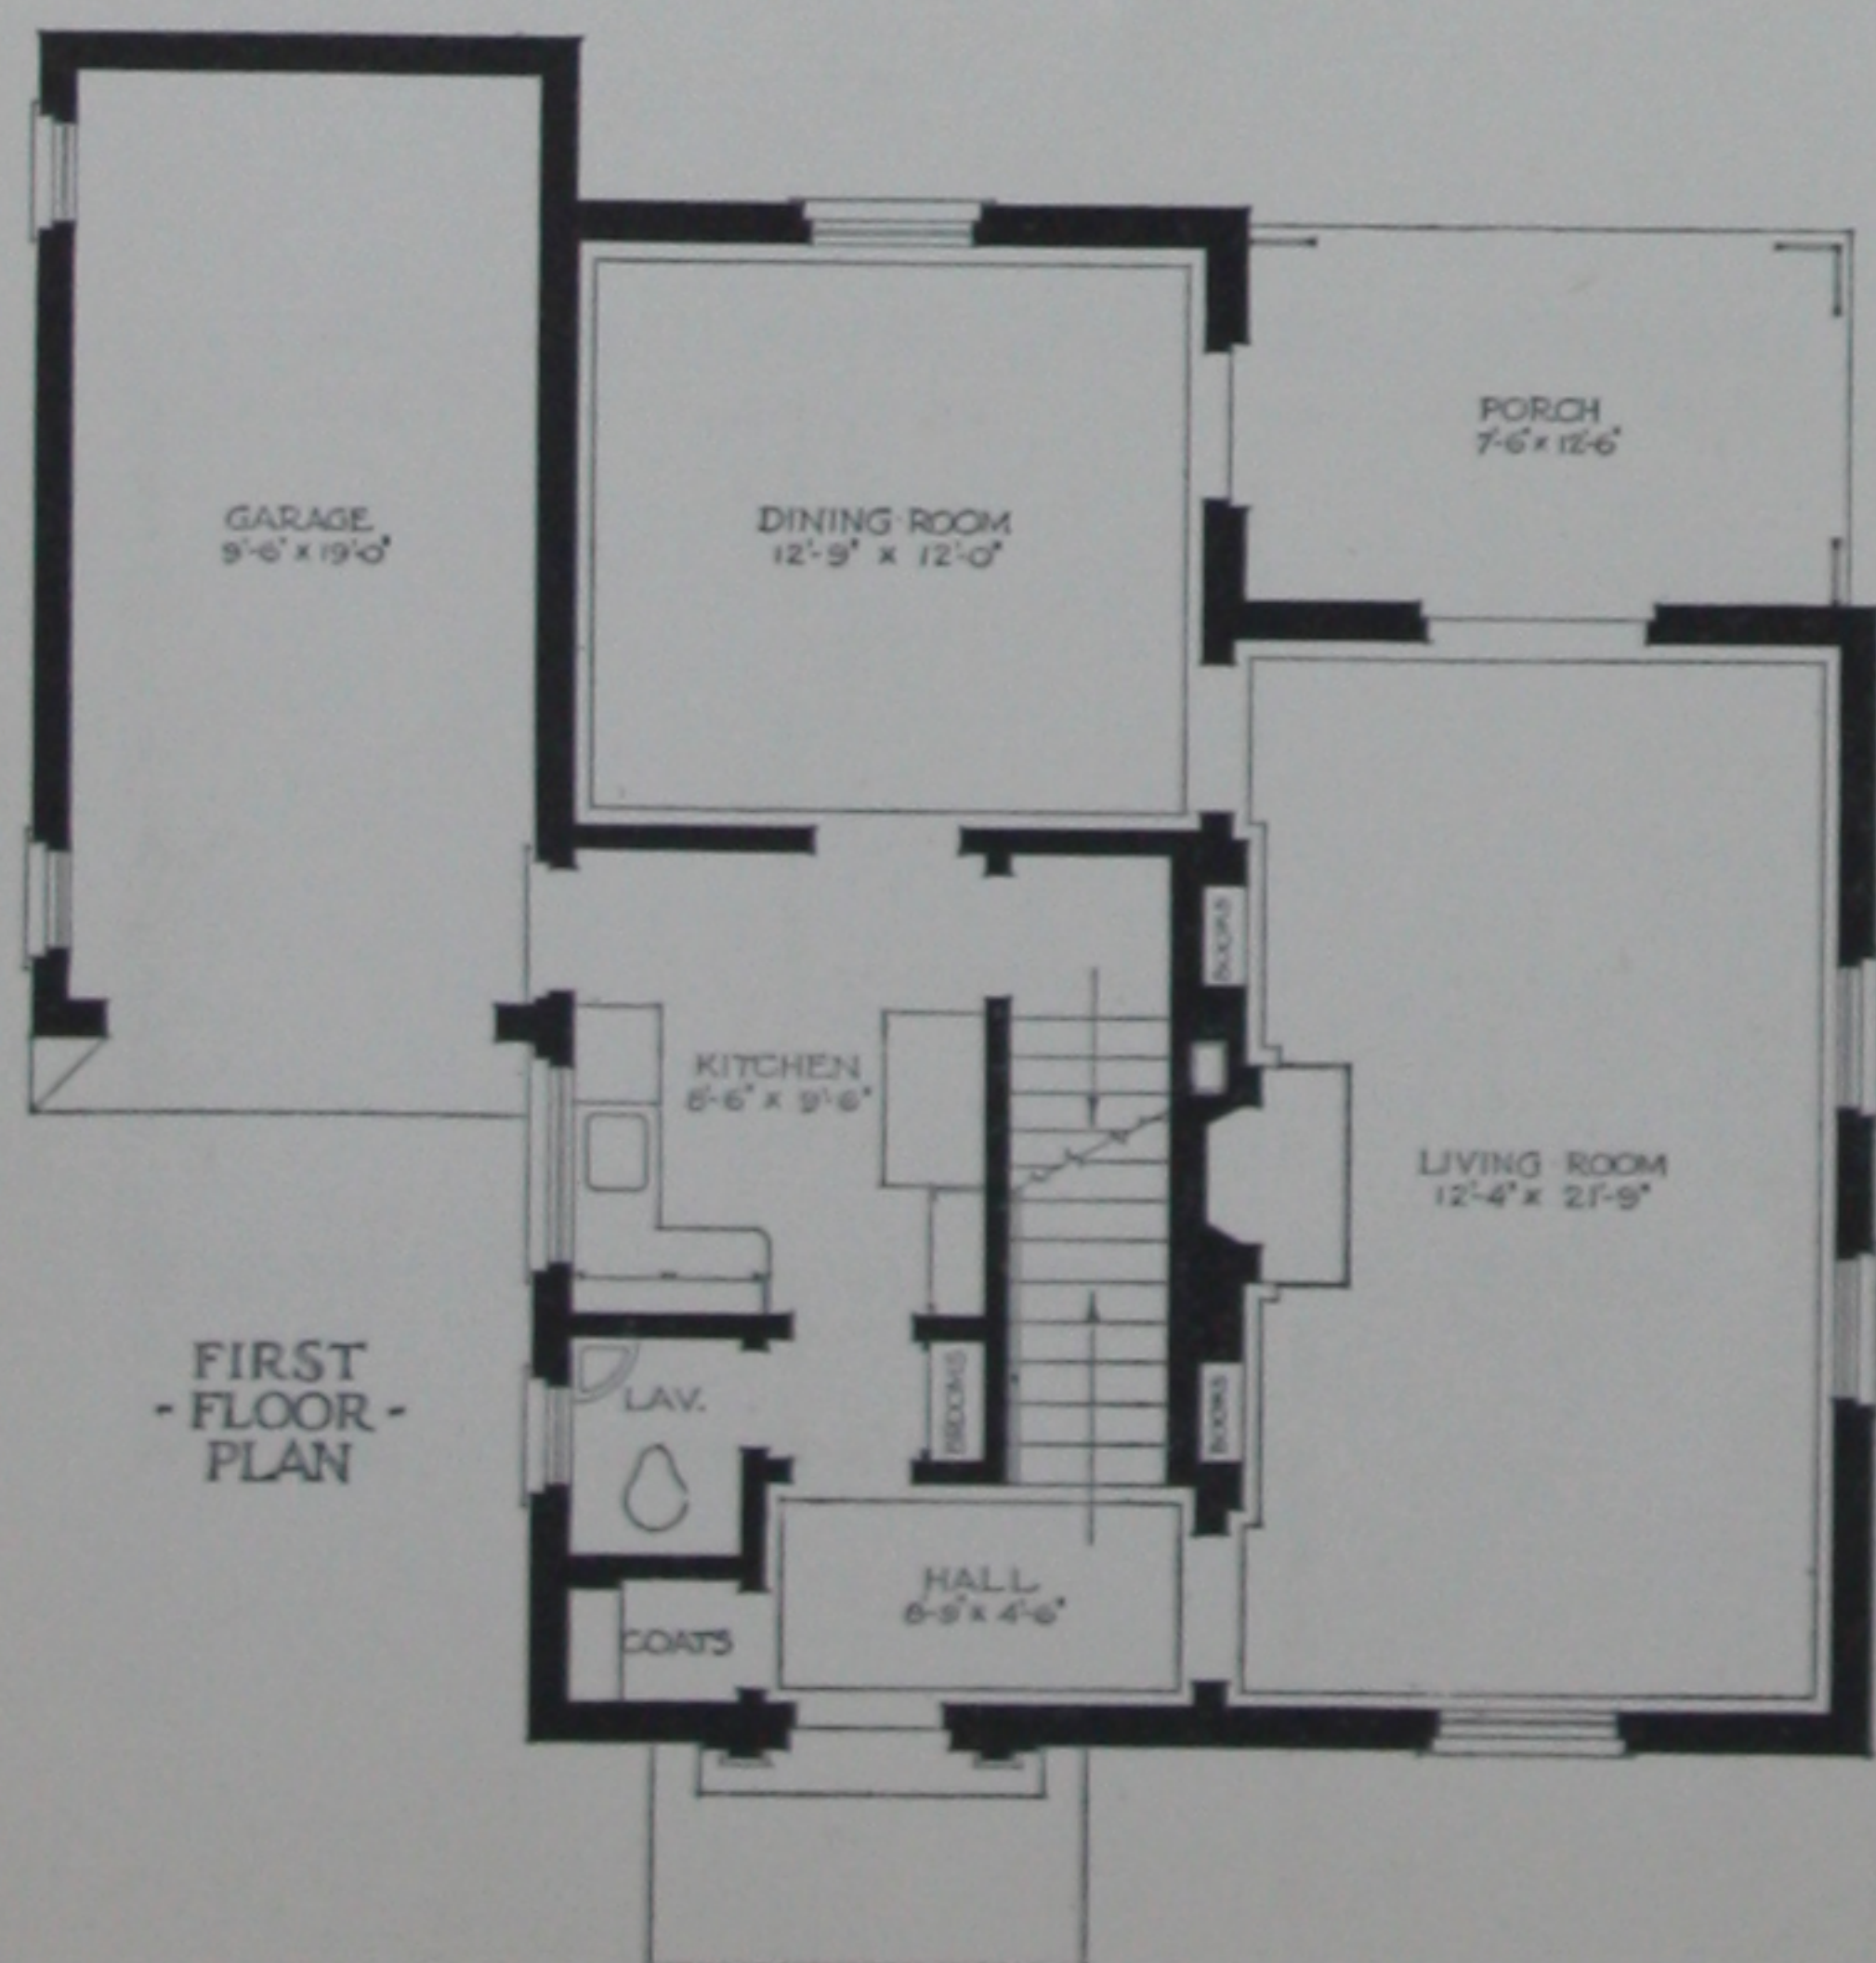 GARAGE
9'-6" x 19'-0"
DINING ROOM
12'-9" x 12'-0"
PORCH
7'-6" x 12'-6"
KITCHEN
8'-6" x 9'-6"
BOOKS
LIVING ROOM
12'-4" x 21'-9"
FIRST
- FLOOR -
PLAN
LAV.
BROOMS
BOOKS
HALL
8'-9" x 4'-6"
COATS